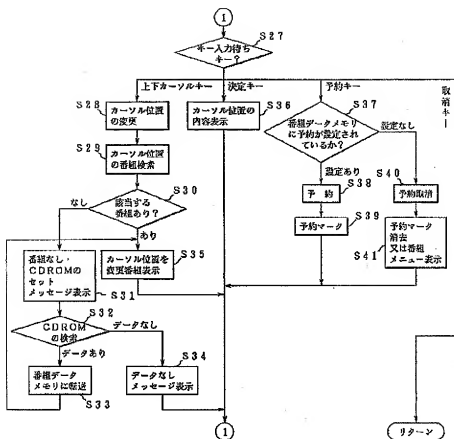 1
S27
キー入力待ち
キー?
上下カーソルキー
決定キー
予約キー
取消キー
S28
カーソル位置
の変更
S36
カーソル位置の
内容表示
S37
番組データメモリ
に予約が設定されて
いるか?
設定なし
設定あり
S29
カーソル位置
の番組検索
S30
該当する
番組あり?
なし
あり
S38
予 約
S40
予約取消
S39
予約マーク
予約マーク
消去
又は番組
メニュー表示
S41
番組なし・
CDROMの
セット
メッセージ表示
S31
カーソル位置を
変更番組表示
S35
S32
CDROM
の検索
データなし
データあり
番組データ
メモリに転送
S33
S34
データなし
メッセージ表示
1
リターン